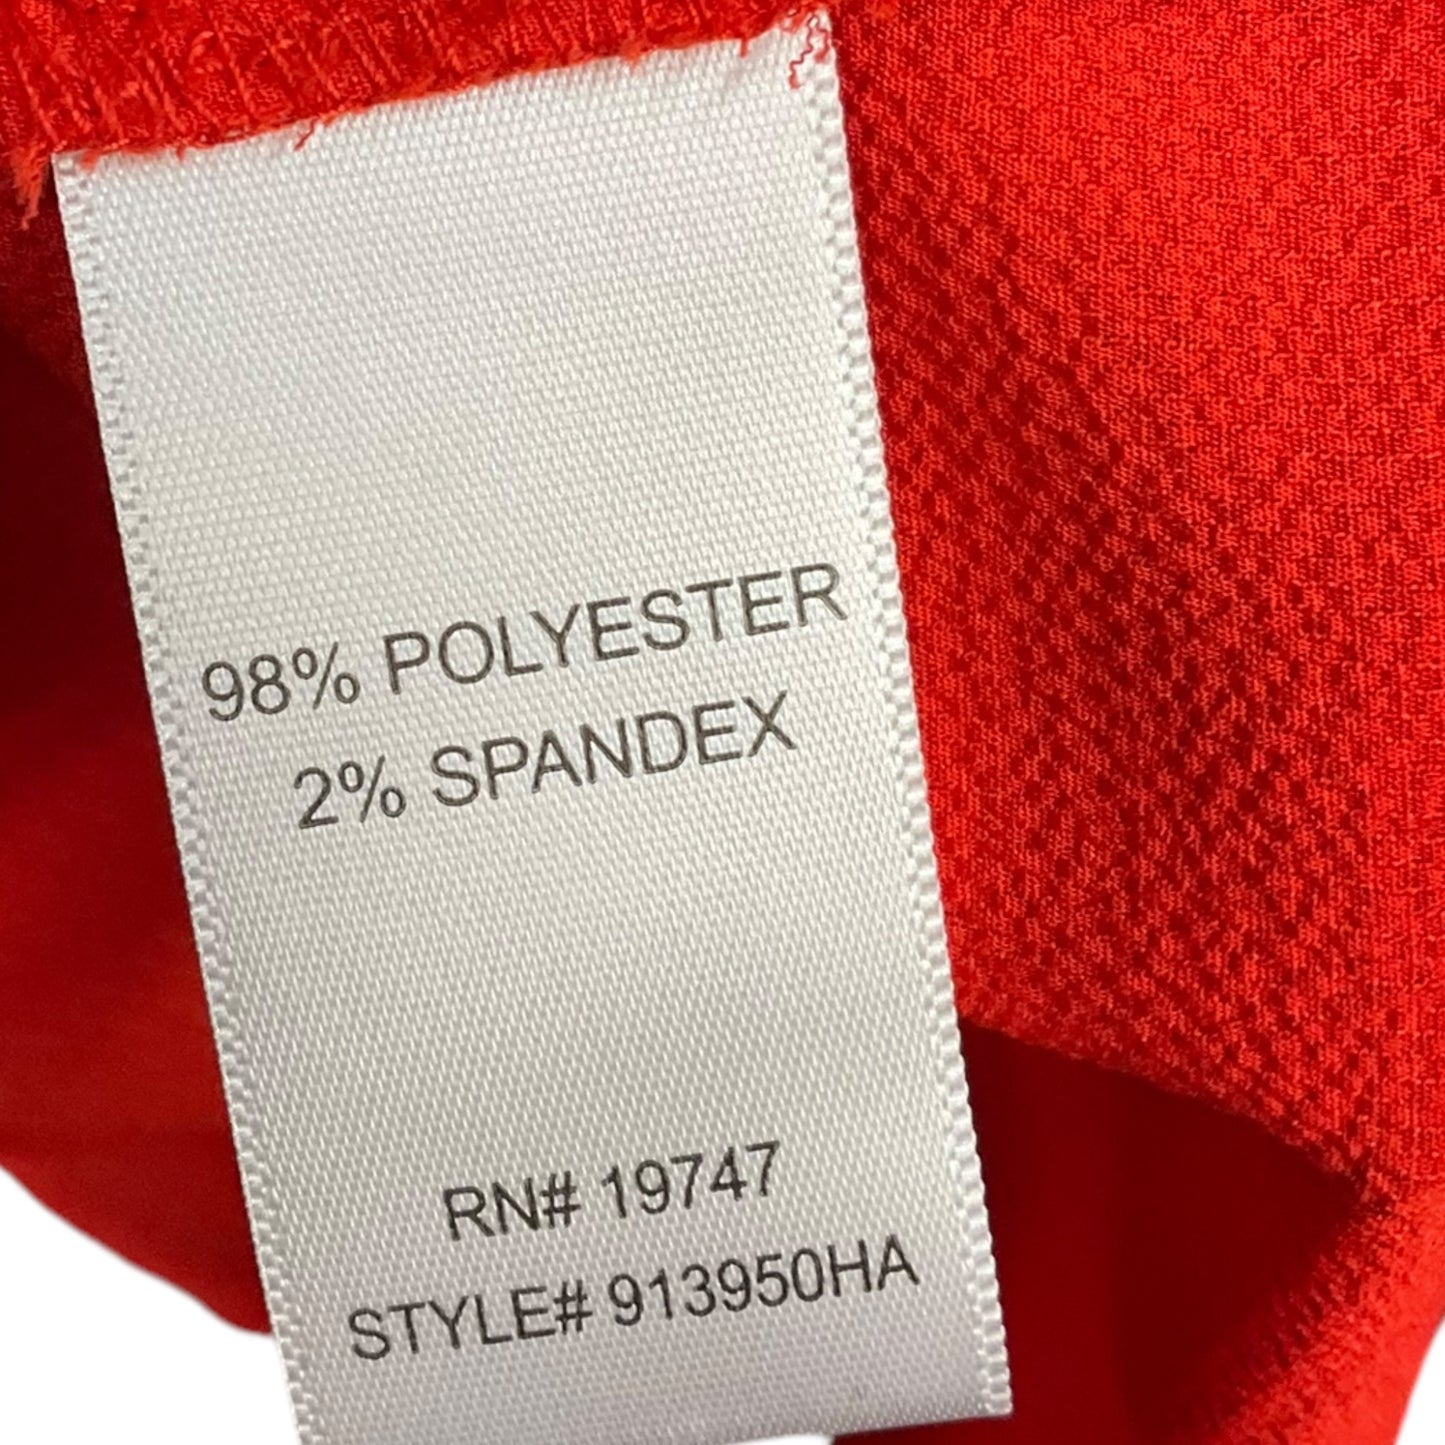 98% POLYESTER
2% SPANDEX
RN# 19747
STYLE# 913950HA